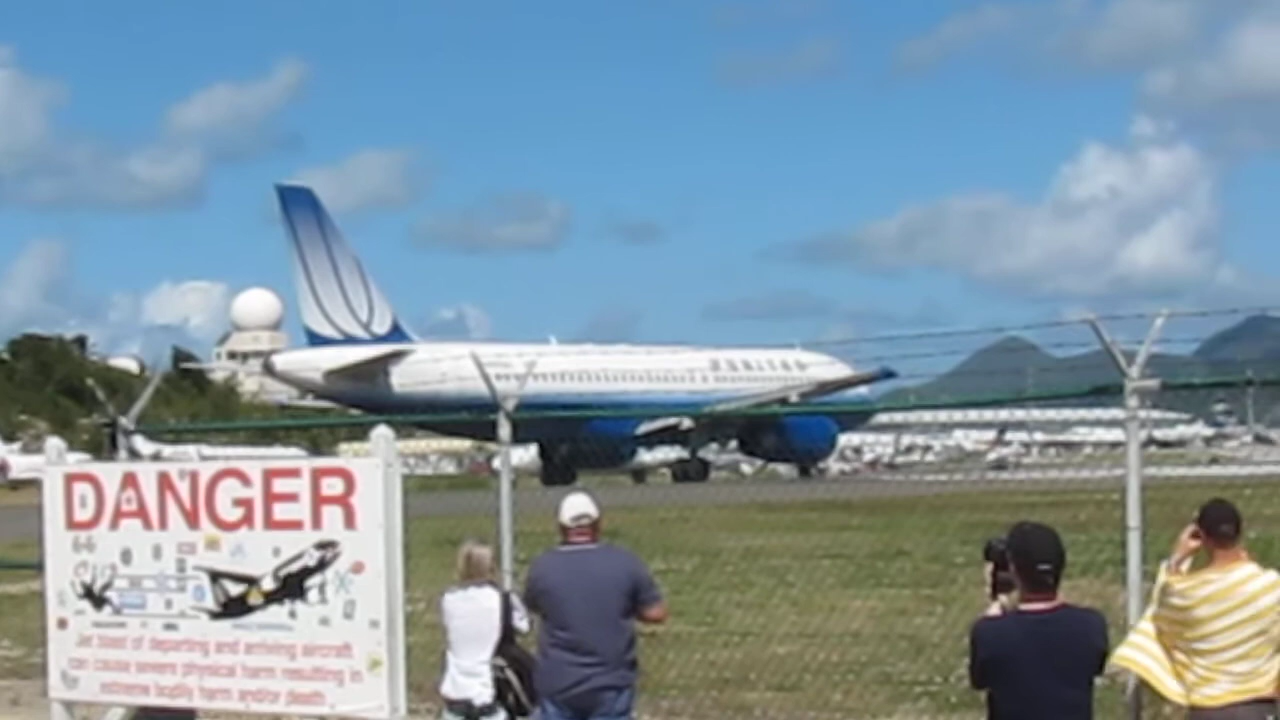 UNITED
DANGER
Jet blast of departing and arriving aircraft
can cause severe physical harm resulting in
extreme bodily harm and/or death